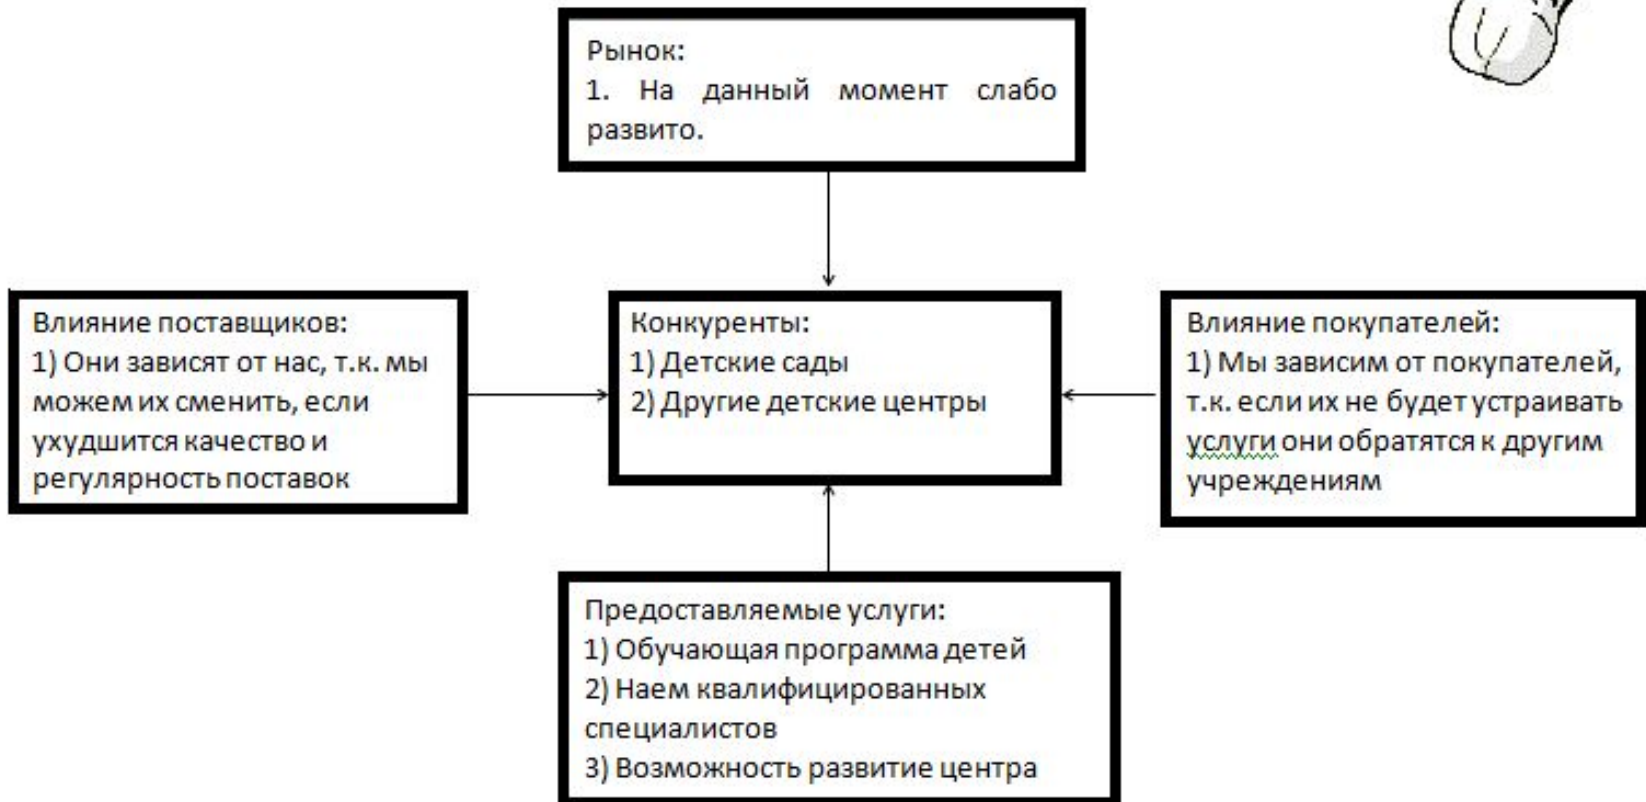 Рынок:
1. На данный момент слабо
развито.
Влияние поставщиков:
1) Они зависят от нас, т.к. мы
можем их сменить, если
ухудшится качество и
регулярность поставок
Конкуренты:
1) Детские сады
2) Другие детские центры
Влияние покупателей:
1) Мы зависим от покупателей,
т.к. если их не будет устраивать
услуги они обратятся к другим
учреждениям
Предоставляемые услуги:
1) Обучающая программа детей
2) Наем квалифицированных
специалистов
3) Возможность развитие центра